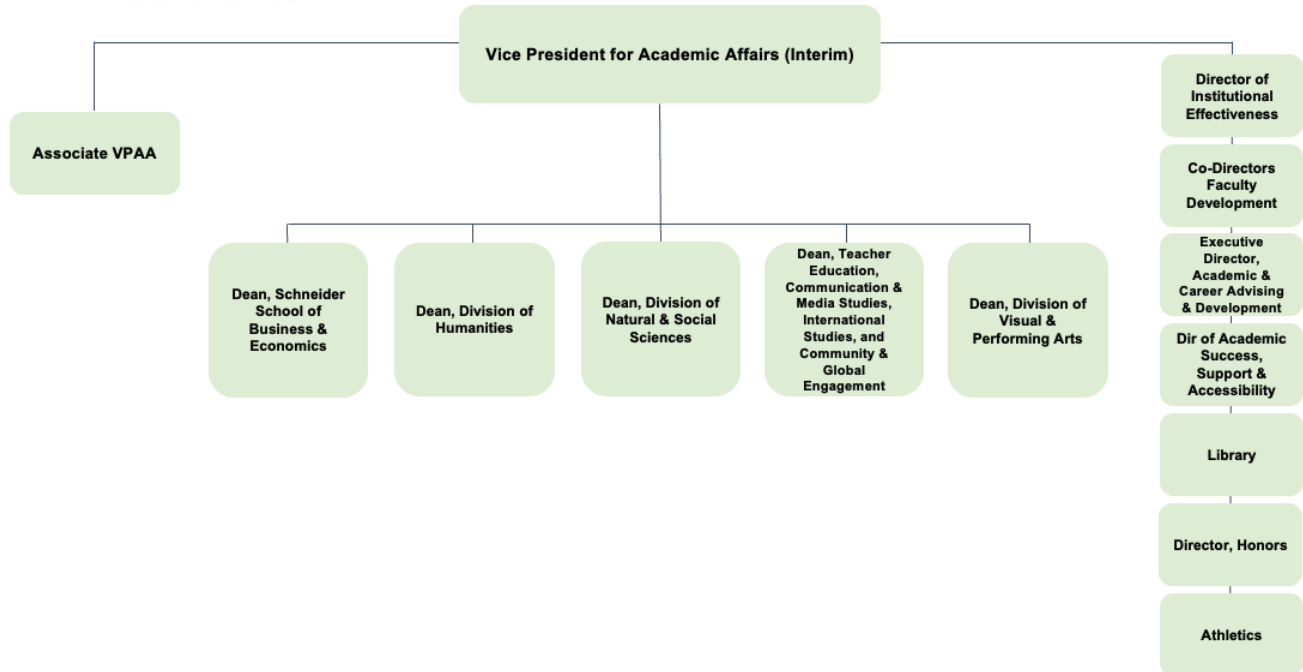 Vice President for Academic Affairs (Interim)
Associate VPAA
Dean, Schneider
School of
Business &
Economics
Dean, Division of
Humanities
Dean, Division of
Natural & Social
Sciences
Dean, Teacher
Education,
Communication &
Media Studies,
International
Studies, and
Community &
Global
Engagement
Dean, Division of
Visual &
Performing Arts
Director of
Institutional
Effectiveness
Co-Directors
Faculty
Development
Executive
Director,
Academic &
Career Advising
& Development
Dir of Academic
Success,
Support &
Accessibility
Library
Director, Honors
Athletics